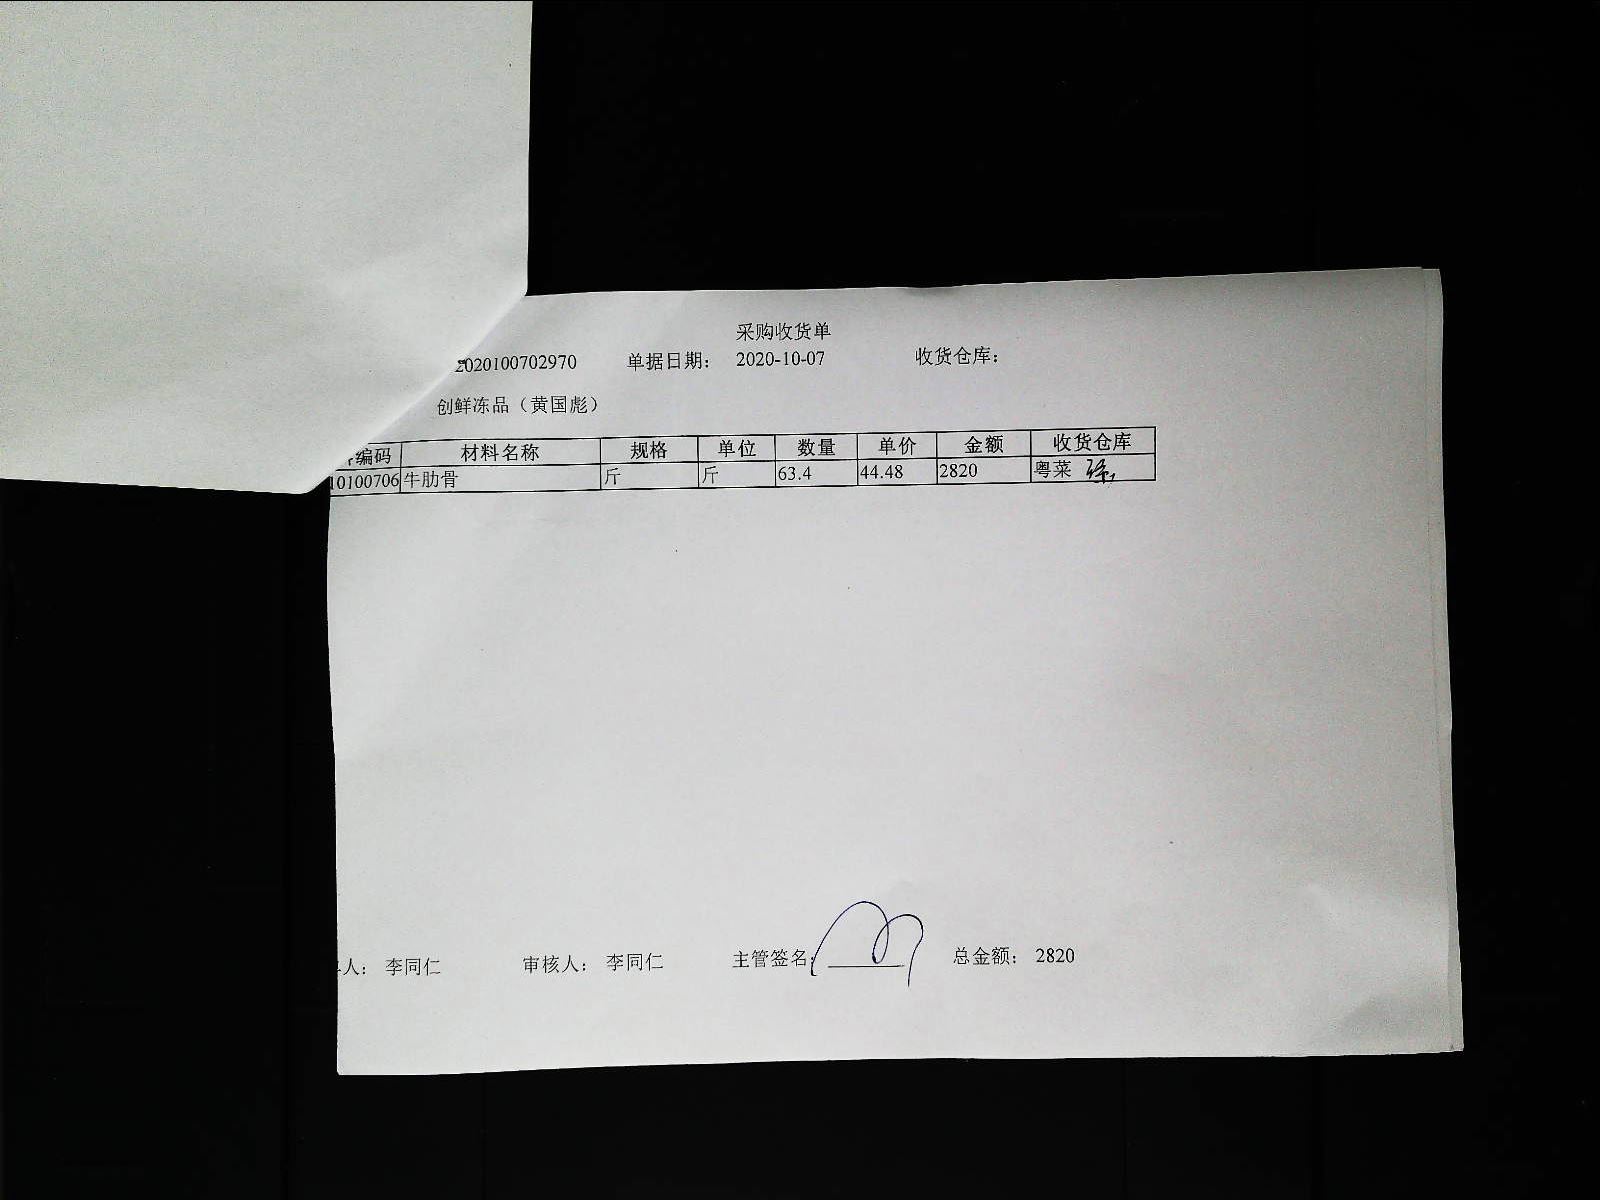 采购收货单
2020100702970 单据日期： 2020-10-07 收货仓库：
创鲜冻品（黄国彪）
编码 材料名称 规格 单位 数量 单价 金额 收货仓库
10100706 牛肋骨 斤 斤 63.4 44.48 2820 粤菜
人： 李同仁 审核人： 李同仁 主管签名： 总金额： 2820